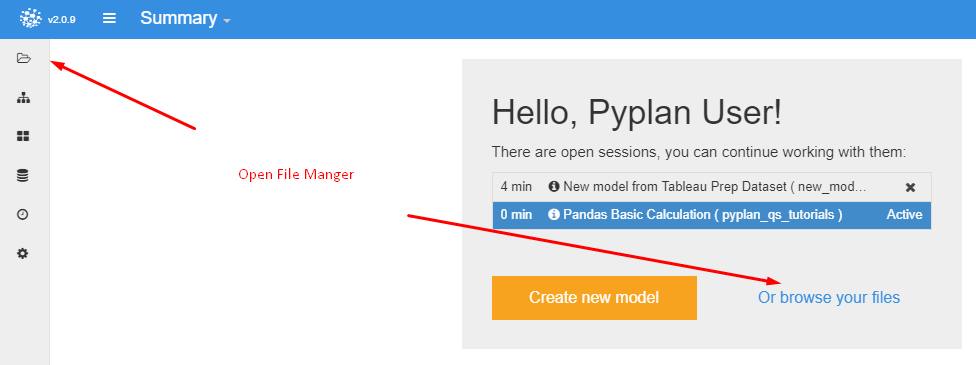 v2.0.9 Summary
Hello, Pyplan User!
There are open sessions, you can continue working with them:
4 min New model from Tableau Prep Dataset ( new_mod...
0 min Pandas Basic Calculation ( pyplan_qs_tutorials ) Active
Open File Manger
Create new model Or browse your files